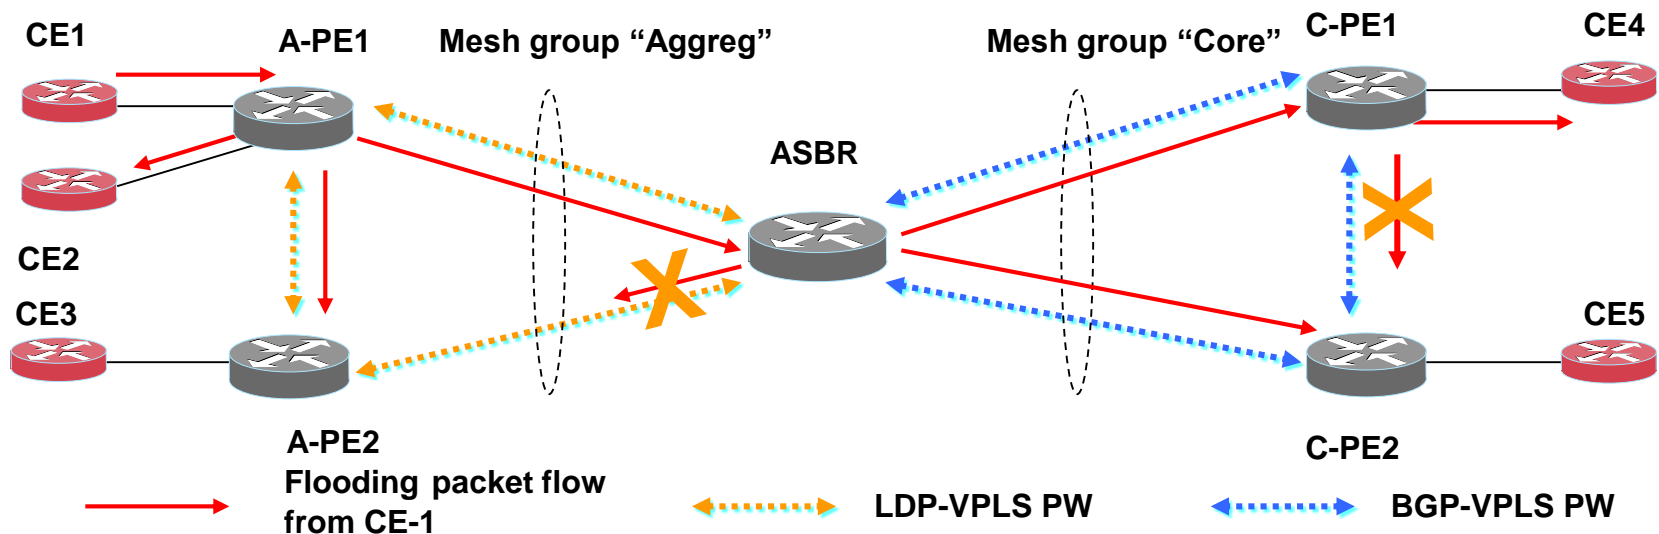 CE1
A-PE1
Mesh group “Aggreg”
Mesh group “Core”
C-PE1
CE4
ASBR
CE2
CE3
CE5
A-PE2
C-PE2
Flooding packet flow
from CE-1
LDP-VPLS PW
BGP-VPLS PW